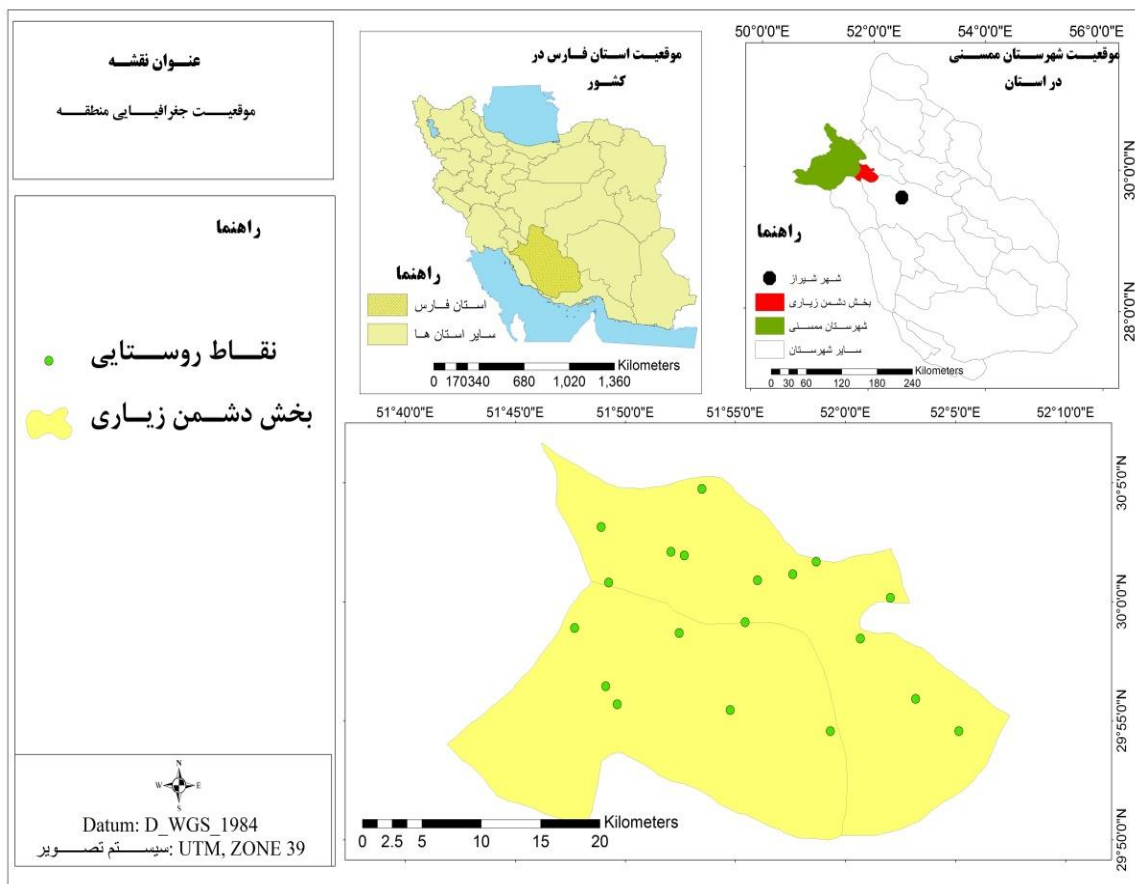 عنوان نقشه
موقعیت جغرافیایی منطقه
راهنما
نقاط روستایی
بخش دشمن زیاری
N
W E
S
Datum: D_WGS_1984
سیستم تصویر: UTM, ZONE 39
موقعیت استان فارس در
کشور
راهنما
استان فارس
سایر استان ها
Kilometers
0 170 340 680 1,020 1,360
50°0'0"E 52°0'0"E 54°0'0"E 56°0'0"E
موقعیت شهرستان ممسنی
در استان
30°0'0"N
28°0'0"N
راهنما
شهر شیراز
بخش دشمن زیاری
شهرستان ممسنی
سایر شهرستان
Kilometers
0 30 60 120 180 240
51°40'0"E 51°45'0"E 51°50'0"E 51°55'0"E 52°0'0"E 52°5'0"E 52°10'0"E
30°5'0"N
30°0'0"N
29°55'0"N
29°50'0"N
Kilometers
0 2.5 5 10 15 20